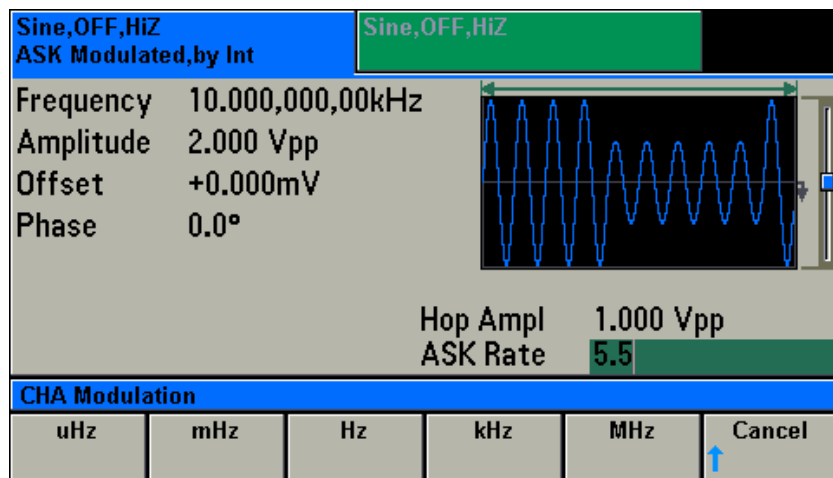 Sine,OFF,HiZ
ASK Modulated,by Int
Sine,OFF,HiZ
Frequency 10.000,000,00kHz
Amplitude 2.000 Vpp
Offset +0.000mV
Phase 0.0°
Hop Ampl 1.000 Vpp
ASK Rate 5.5
CHA Modulation
uHz mHz Hz kHz MHz Cancel